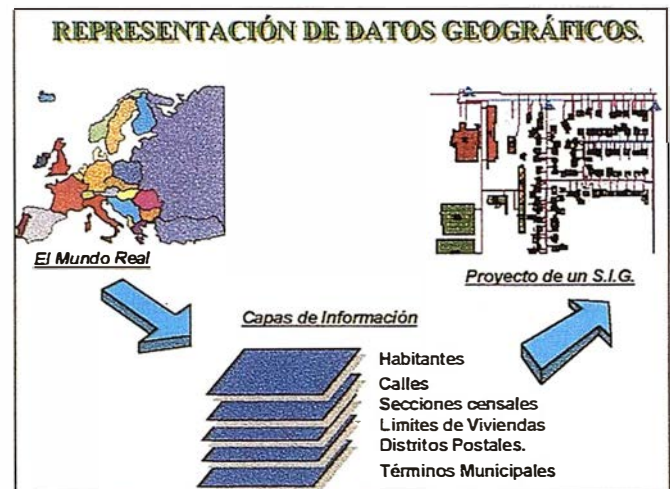 REPRESENTACIÓN DE DATOS GEOGRÁFICOS.
El Mundo Real
Proyecto de un S.I.G.
Capas de Información
Habitantes
Calles
Secciones censales
Limites de Viviendas
Distritos Postales.
Términos Municipales